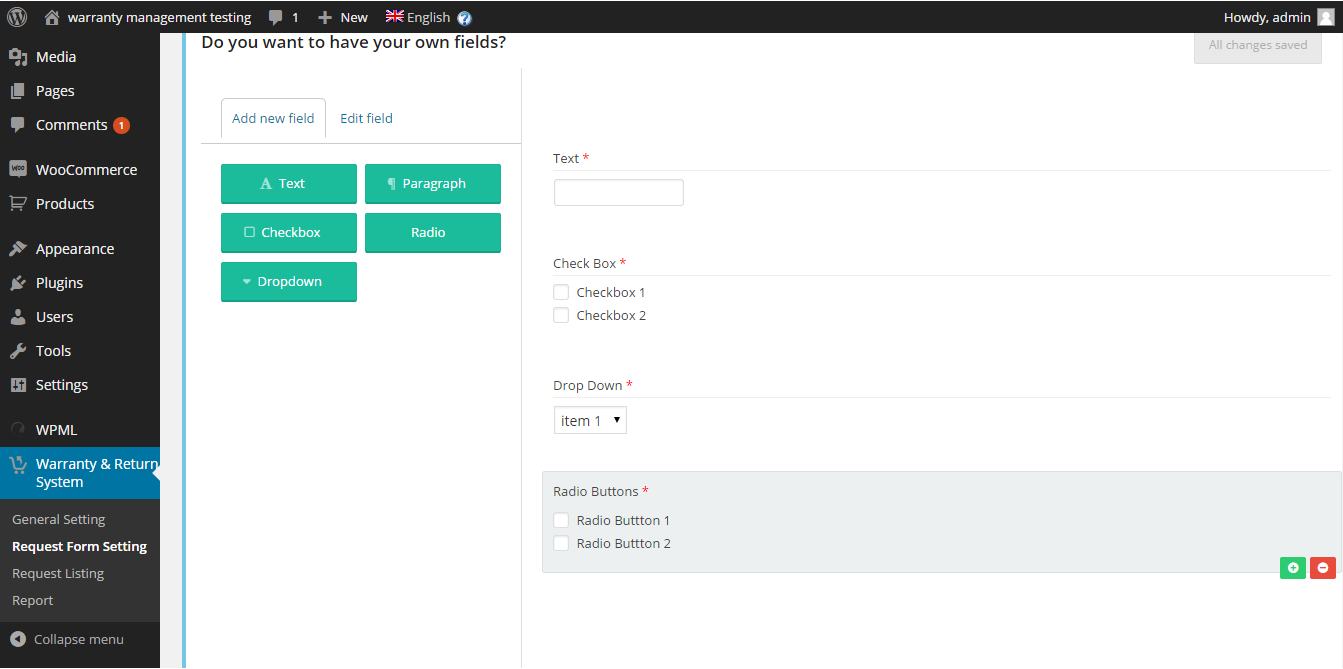 warranty management testing 1 New English ? Howdy, admin
Media
Pages
Comments 1
WOO WooCommerce
Products
Appearance
Plugins
Users
Tools
Settings
WPML
Warranty & Return
System
General Setting
Request Form Setting
Request Listing
Report
Collapse menu
Do you want to have your own fields?
All changes saved
Add new field Edit field
A Text ¶ Paragraph
Checkbox Radio
Dropdown
Text *
Check Box *
Checkbox 1
Checkbox 2
Drop Down *
item 1
Radio Buttons *
Radio Buttton 1
Radio Buttton 2